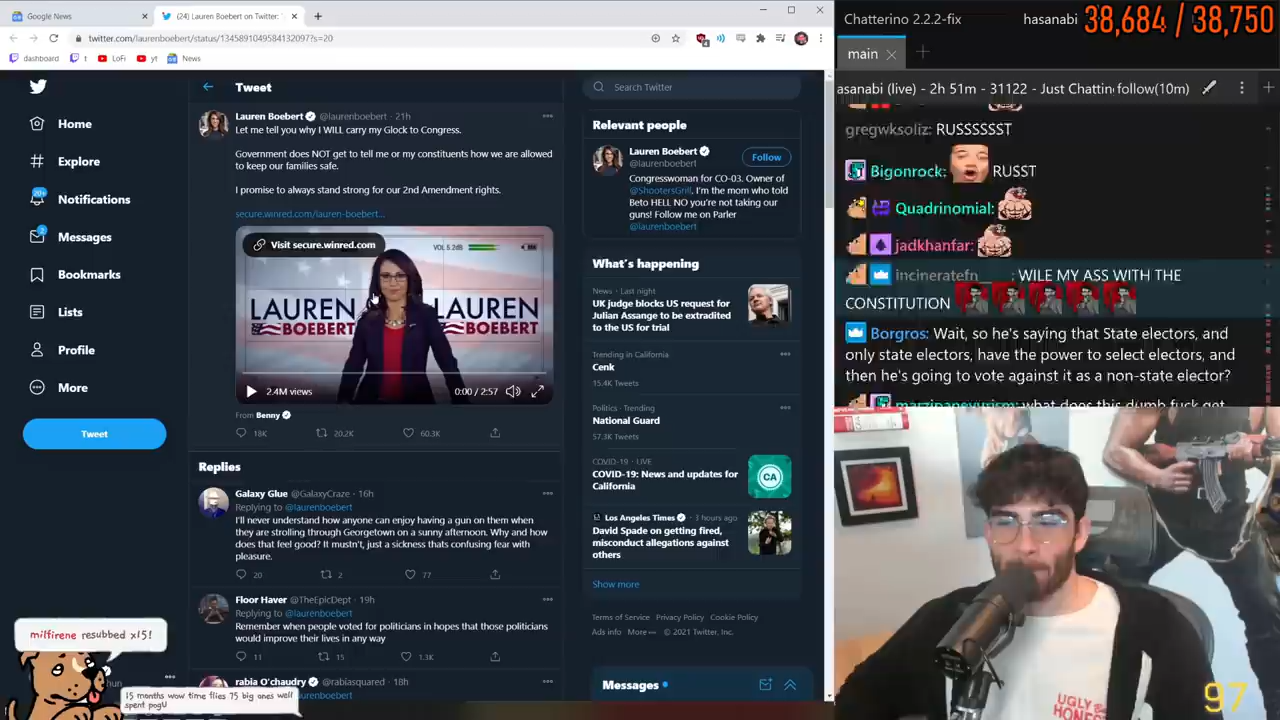 Google News
(24) Lauren Boebert on Twitter:
twitter.com/laurenboebert/status/1345891049584132097?s=20
dashboard
t
LoFi
yt
News
Home
Explore
20+
Notifications
2
Messages
Bookmarks
Lists
Profile
More
Tweet
Tweet
Lauren Boebert @laurenboebert · 21h
Let me tell you why I WILL carry my Glock to Congress.
Government does NOT get to tell me or my constituents how we are allowed
to keep our families safe.
I promise to always stand strong for our 2nd Amendment rights.
secure.winred.com/lauren-boebert...
Visit secure.winred.com
LAUREN
BOEBERT
LAUREN
BOEBERT
2.4M views
0:00 / 2:57
From Benny
18K
20.2K
60.3K
Replies
Galaxy Glue @GalaxyCraze · 16h
Replying to @laurenboebert
I'll never understand how anyone can enjoy having a gun on them when
they are strolling through Georgetown on a sunny afternoon. Why and how
does that feel good? It mustn't, just a sickness thats confusing fear with
pleasure.
20
2
77
Floor Haver @TheEpicDept · 19h
Replying to @laurenboebert
Remember when people voted for politicians in hopes that those politicians
would improve their lives in any way
11
15
1.3K
rabia O'chaudry @rabiasquared · 18h
Search Twitter
Relevant people
Lauren Boebert
@laurenboebert
Follow
Congresswoman for CO-03. Owner of
@ShootersGrill, I'm the mom who told
Beto HELL NO you're not taking our
guns! Follow me on Parler
@laurenboebert
What's happening
News · Last night
UK judge blocks US request for
Julian Assange to be extradited
to the US for trial
Trending in California
Cenk
15.4K Tweets
Politics · Trending
National Guard
57.3K Tweets
COVID-19 · LIVE
COVID-19: News and updates for
California
CA
Los Angeles Times · 3 hours ago
David Spade on getting fired,
misconduct allegations against
others
Show more
Terms of Service Privacy Policy Cookie Policy
Ads info More © 2021 Twitter, Inc.
Messages
Chatterino 2.2.2-fix
hasanabi
38,684 / 38,750
main
asanabi (live) - 2h 51m - 31122 - Just Chattin
follow(10m)
gregwksoliz: RUSSSSSST
Bigonrock: RUSST
Quadrinomial:
jadkhanfar:
incineratefn : WILE MY ASS WITH THE
CONSTITUTION
Borgros: Wait, so he's saying that State electors, and
only state electors, have the power to select electors, and
then he's going to vote against it as a non-state elector?
what does this dumb fuck get
UGLY &
HONEST
97
milfirene resubbed x15!
15 months wow time flies 75 big ones well
spent pogU